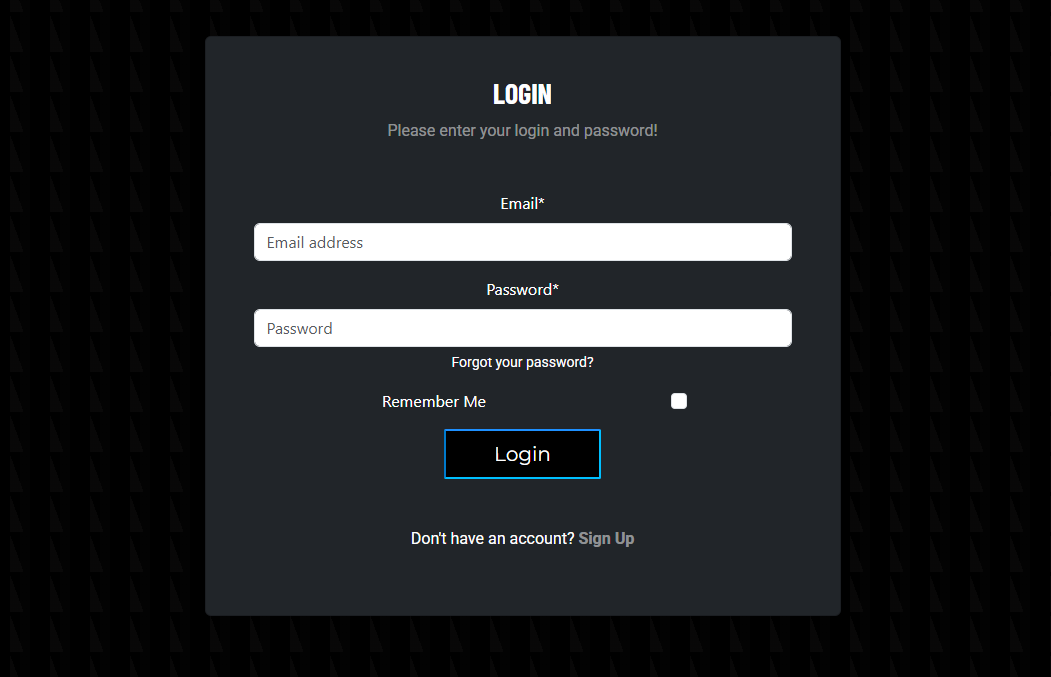 LOGIN
Please enter your login and password!
Email*
Email address
Password*
Password
Forgot your password?
Remember Me
Login
Don't have an account? Sign Up